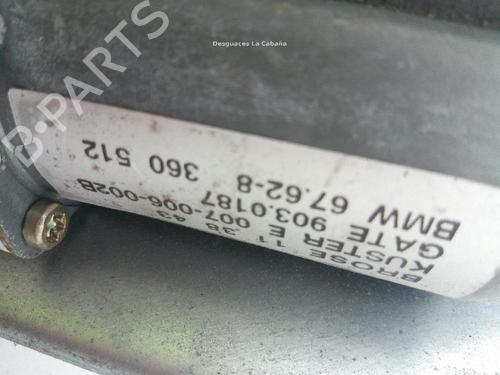 Desguaces La Cabaña
B-PARTS
BROSE 11 38 43
KUSTER E 007-006-002B
GATE 903.0187
BMW 67.62-8 360 512